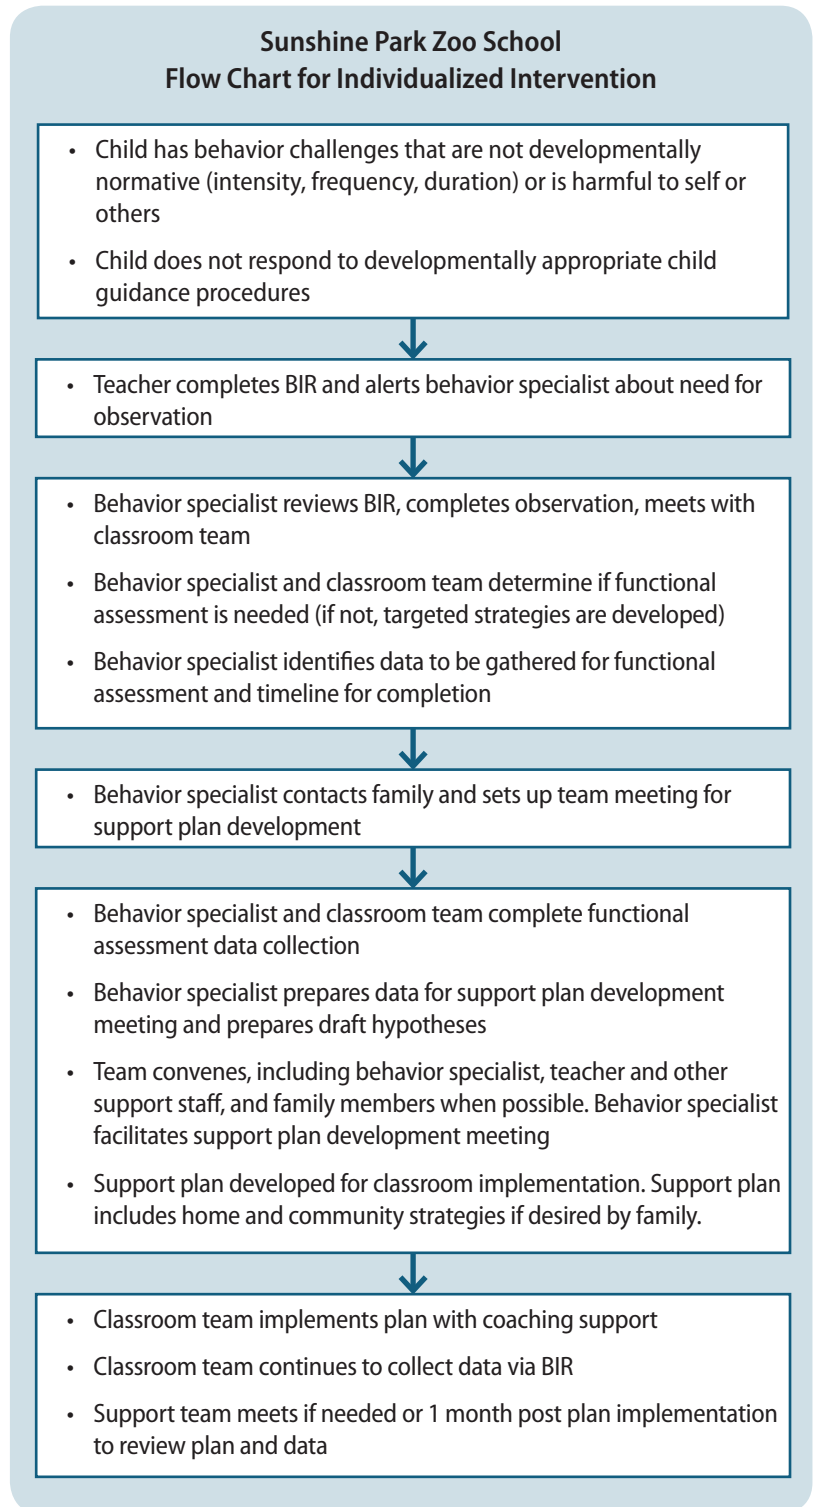 Sunshine Park Zoo School
Flow Chart for Individualized Intervention
• Child has behavior challenges that are not developmentally
normative (intensity, frequency, duration) or is harmful to self or
others
• Child does not respond to developmentally appropriate child
guidance procedures
• Teacher completes BIR and alerts behavior specialist about need for
observation
• Behavior specialist reviews BIR, completes observation, meets with
classroom team
• Behavior specialist and classroom team determine if functional
assessment is needed (if not, targeted strategies are developed)
• Behavior specialist identifies data to be gathered for functional
assessment and timeline for completion
• Behavior specialist contacts family and sets up team meeting for
support plan development
• Behavior specialist and classroom team complete functional
assessment data collection
• Behavior specialist prepares data for support plan development
meeting and prepares draft hypotheses
• Team convenes, including behavior specialist, teacher and other
support staff, and family members when possible. Behavior specialist
facilitates support plan development meeting
• Support plan developed for classroom implementation. Support plan
includes home and community strategies if desired by family.
• Classroom team implements plan with coaching support
• Classroom team continues to collect data via BIR
• Support team meets if needed or 1 month post plan implementation
to review plan and data